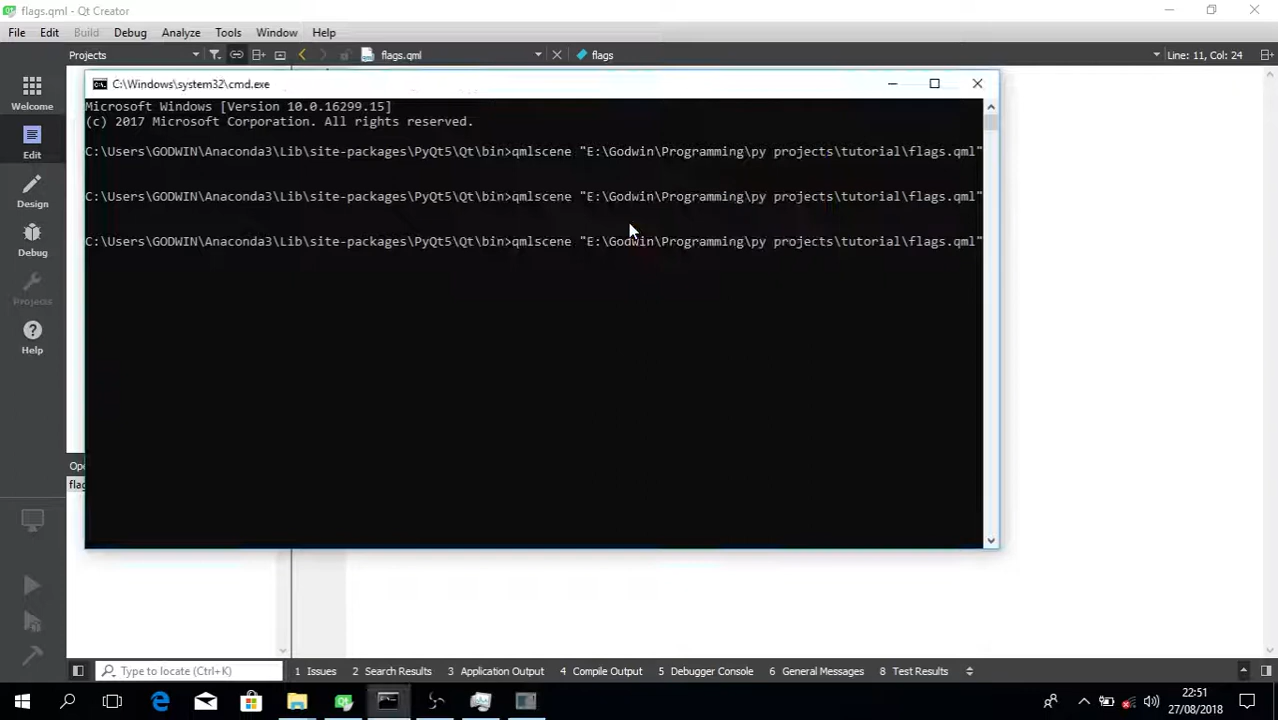 flags.qml - Qt Creator
File Edit Build Debug Analyze Tools Window Help
Projects flags.qml flags Line: 11, Col: 24
Welcome
Edit
Design
Debug
Projects
Help
C:\Windows\system32\cmd.exe
Microsoft Windows [Version 10.0.16299.15]
(c) 2017 Microsoft Corporation. All rights reserved.
C:\Users\GODWIN\Anaconda3\Lib\site-packages\PyQt5\Qt\bin>qmlscene "E:\Godwin\Programming\py projects\tutorial\flags.qml"
C:\Users\GODWIN\Anaconda3\Lib\site-packages\PyQt5\Qt\bin>qmlscene "E:\Godwin\Programming\py projects\tutorial\flags.qml"
C:\Users\GODWIN\Anaconda3\Lib\site-packages\PyQt5\Qt\bin>qmlscene "E:\Godwin\Programming\py projects\tutorial\flags.qml"
Type to locate (Ctrl+K) 1 Issues 2 Search Results 3 Application Output 4 Compile Output 5 Debugger Console 6 General Messages 8 Test Results
22:51
27/08/2018